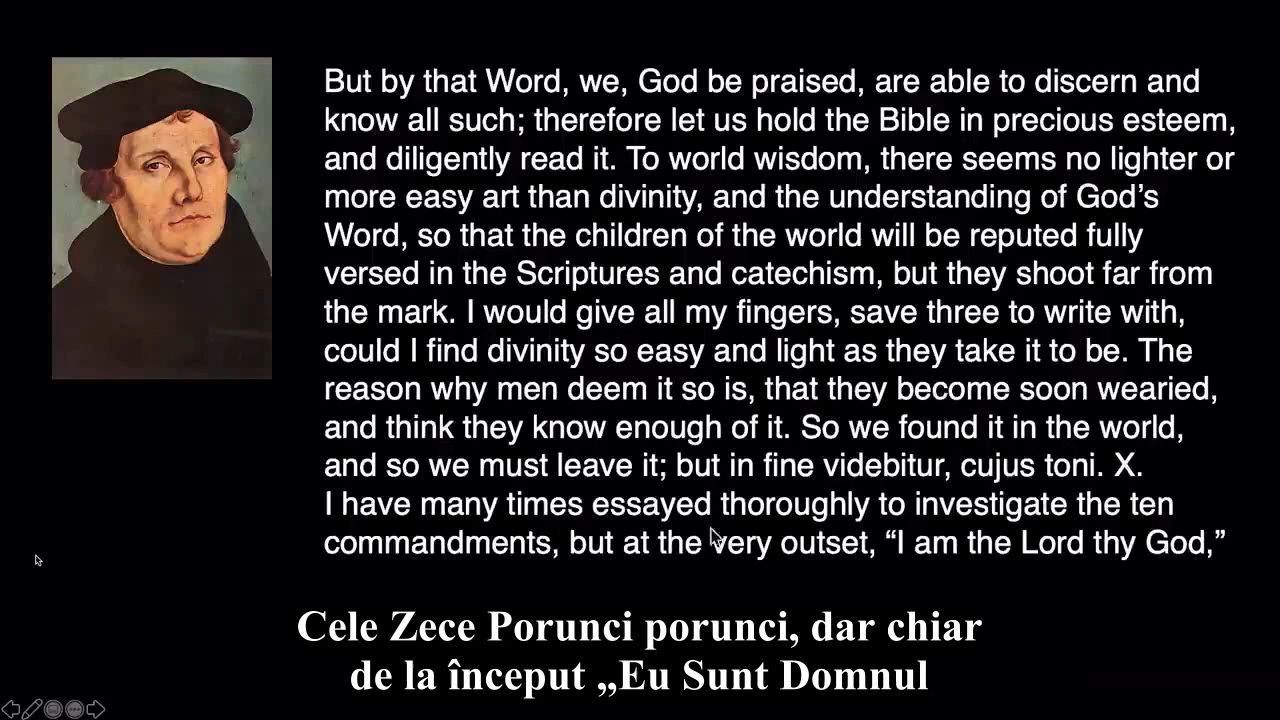 But by that Word, we, God be praised, are able to discern and
know all such; therefore let us hold the Bible in precious esteem,
and diligently read it. To world wisdom, there seems no lighter or
more easy art than divinity, and the understanding of God’s
Word, so that the children of the world will be reputed fully
versed in the Scriptures and catechism, but they shoot far from
the mark. I would give all my fingers, save three to write with,
could I find divinity so easy and light as they take it to be. The
reason why men deem it so is, that they become soon wearied,
and think they know enough of it. So we found it in the world,
and so we must leave it; but in fine videbitur, cujus toni. X.
I have many times essayed thoroughly to investigate the ten
commandments, but at the very outset, “I am the Lord thy God,”
Cele Zece Porunci porunci, dar chiar
de la început „Eu Sunt Domnul